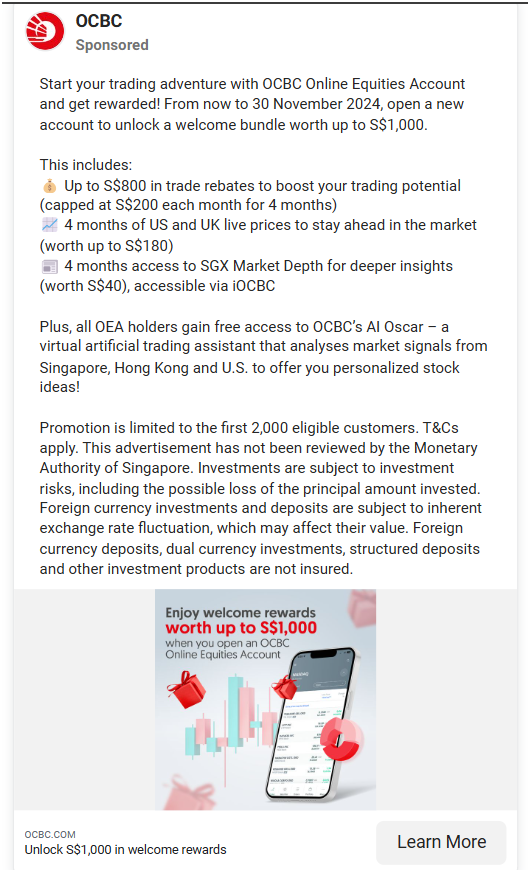 OCBC
Sponsored
Start your trading adventure with OCBC Online Equities Account
and get rewarded! From now to 30 November 2024, open a new
account to unlock a welcome bundle worth up to S$1,000.
This includes:
💰 Up to S$800 in trade rebates to boost your trading potential
(capped at S$200 each month for 4 months)
📈 4 months of US and UK live prices to stay ahead in the market
(worth up to S$180)
📰 4 months access to SGX Market Depth for deeper insights
(worth S$40), accessible via iOCBC
Plus, all OEA holders gain free access to OCBC’s AI Oscar – a
virtual artificial trading assistant that analyses market signals from
Singapore, Hong Kong and U.S. to offer you personalized stock
ideas!
Promotion is limited to the first 2,000 eligible customers. T&Cs
apply. This advertisement has not been reviewed by the Monetary
Authority of Singapore. Investments are subject to investment
risks, including the possible loss of the principal amount invested.
Foreign currency investments and deposits are subject to inherent
exchange rate fluctuation, which may affect their value. Foreign
currency deposits, dual currency investments, structured deposits
and other investment products are not insured.
Enjoy welcome rewards
worth up to S$1,000
when you open an OCBC
Online Equities Account
OCBC.COM
Unlock S$1,000 in welcome rewards
Learn More